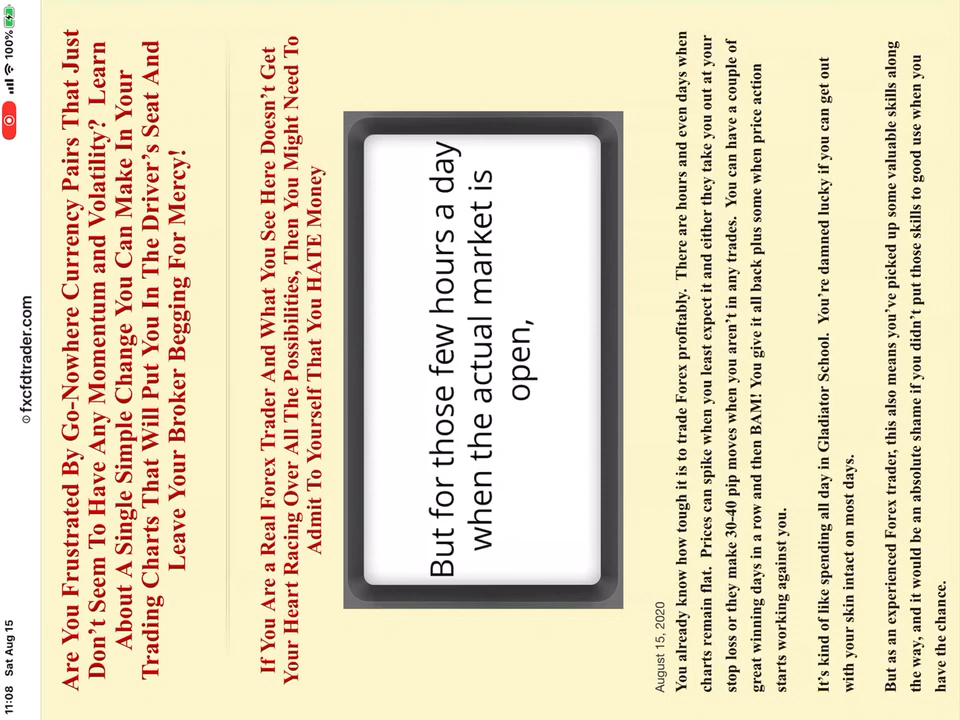 11:08 Sat Aug 15
100%
fxcfdtrader.com
Are You Frustrated By Go-Nowhere Currency Pairs That Just
Don't Seem To Have Any Momentum and Volatility? Learn
About A Single Simple Change You Can Make In Your
Trading Charts That Will Put You In The Driver's Seat And
Leave Your Broker Begging For Mercy!
If You Are a Real Forex Trader And What You See Here Doesn't Get
Your Heart Racing Over All The Possibilities, Then You Might Need To
Admit To Yourself That You HATE Money
But for those few hours a day
when the actual market is
open,
August 15, 2020
You already know how tough it is to trade Forex profitably. There are hours and even days when
charts remain flat. Prices can spike when you least expect it and either they take you out at your
stop loss or they make 30-40 pip moves when you aren't in any trades. You can have a couple of
great winning days in a row and then BAM! You give it all back plus some when price action
starts working against you.
It's kind of like spending all day in Gladiator School. You're damned lucky if you can get out
with your skin intact on most days.
But as an experienced Forex trader, this also means you've picked up some valuable skills along
the way, and it would be an absolute shame if you didn't put those skills to good use when you
have the chance.